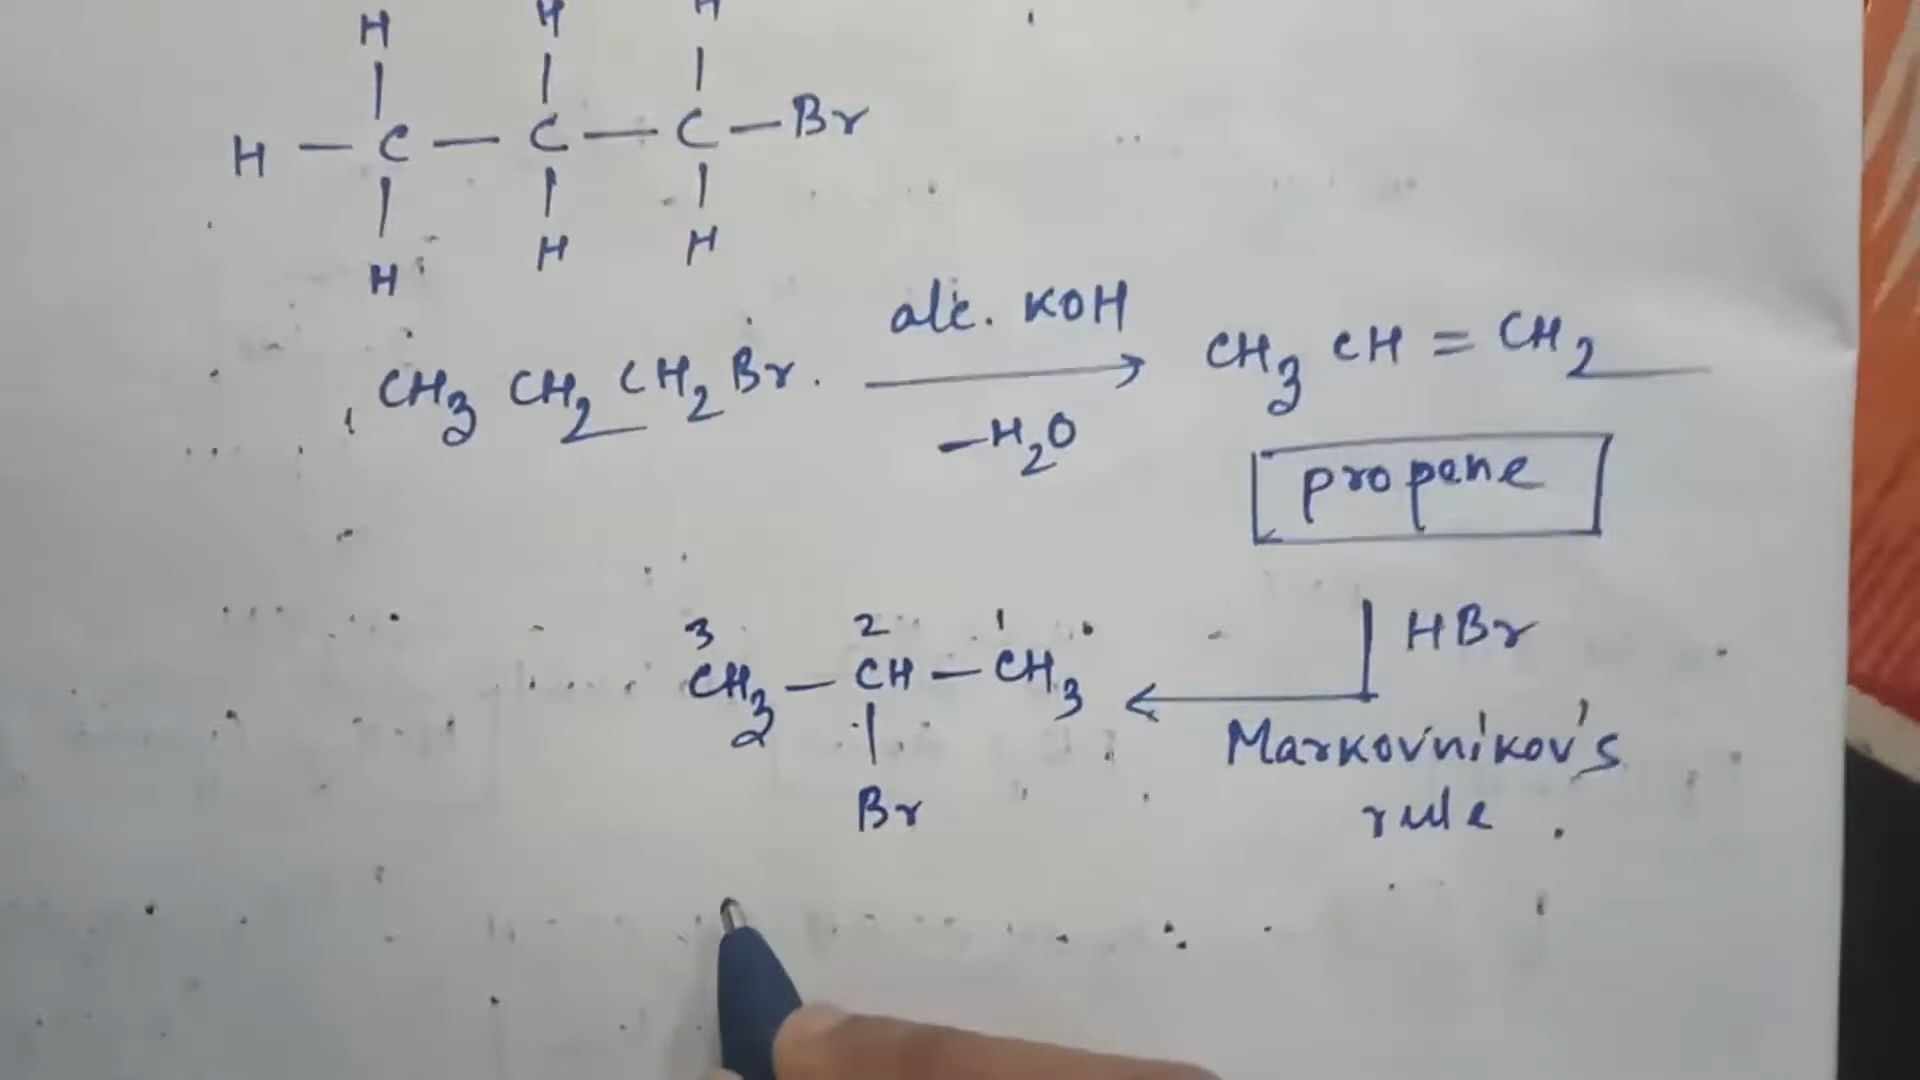 H H H
H — C — C — C — Br
H H H
alc. KOH
CH3 CH2 CH2 Br. → CH3 CH = CH2
–H2O
propene
HBr
3 2 1
CH3 — CH — CH3 ←
Markovnikov's
Br rule.